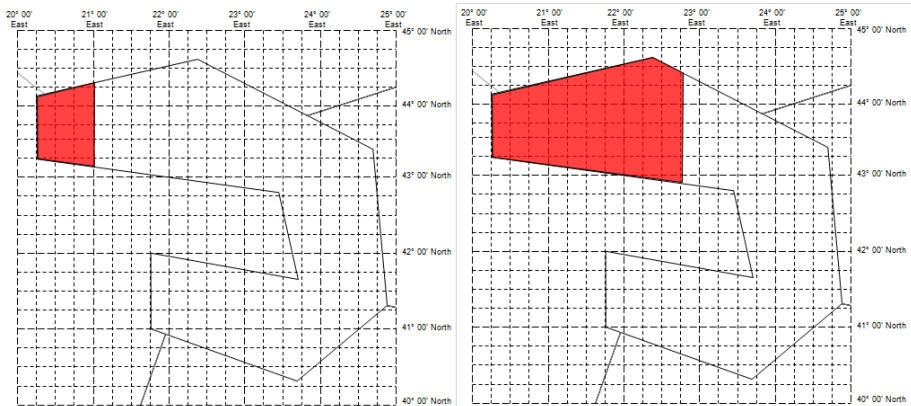 20° 00' 21° 00' 22° 00' 23° 00' 24° 00' 25° 00'
East East East East East East
45° 00' North
44° 00' North
43° 00' North
42° 00' North
41° 00' North
40° 00' North
20° 00' 21° 00' 22° 00' 23° 00' 24° 00' 25° 00'
East East East East East East
45° 00' North
44° 00' North
43° 00' North
42° 00' North
41° 00' North
40° 00' North